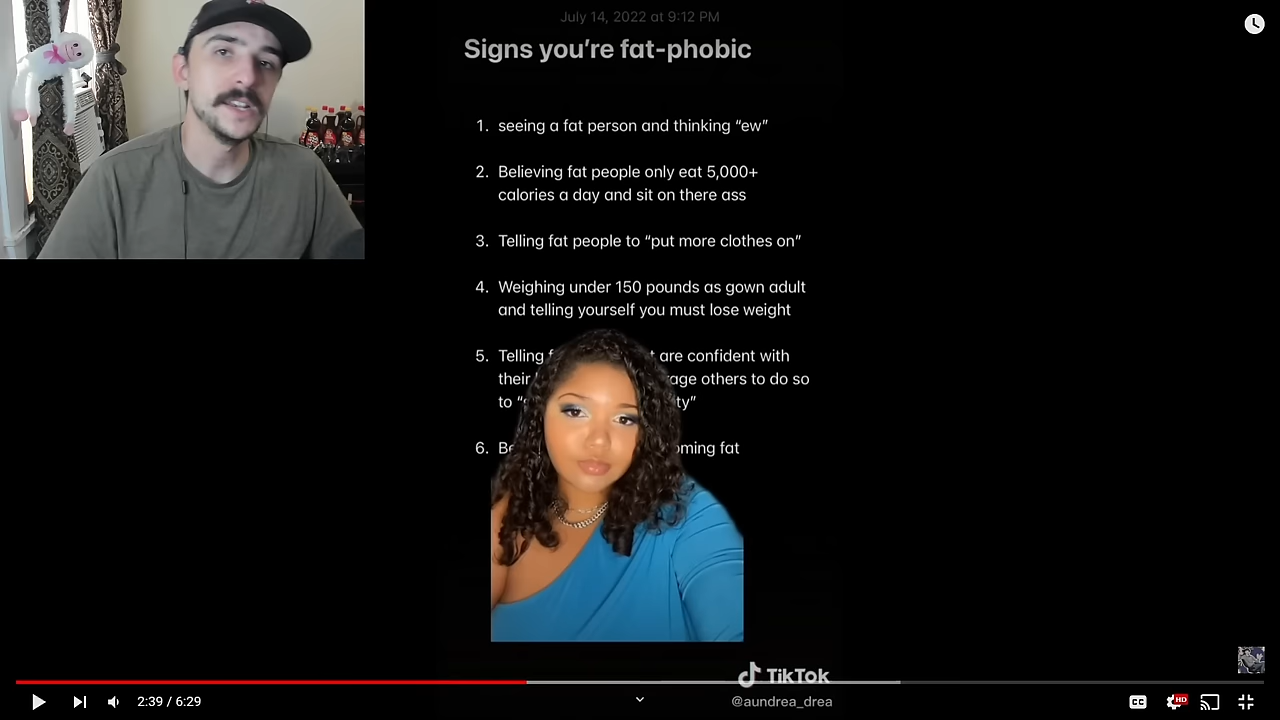 July 14, 2022 at 9:12 PM
Signs you’re fat-phobic
1. seeing a fat person and thinking “ew”
2. Believing fat people only eat 5,000+
calories a day and sit on there ass
3. Telling fat people to “put more clothes on”
4. Weighing under 150 pounds as gown adult
and telling yourself you must lose weight
5. Telling are confident with
their others to do so
to
6. fat
TikTok
@aundrea_drea
2:39 / 6:29
CC
HD